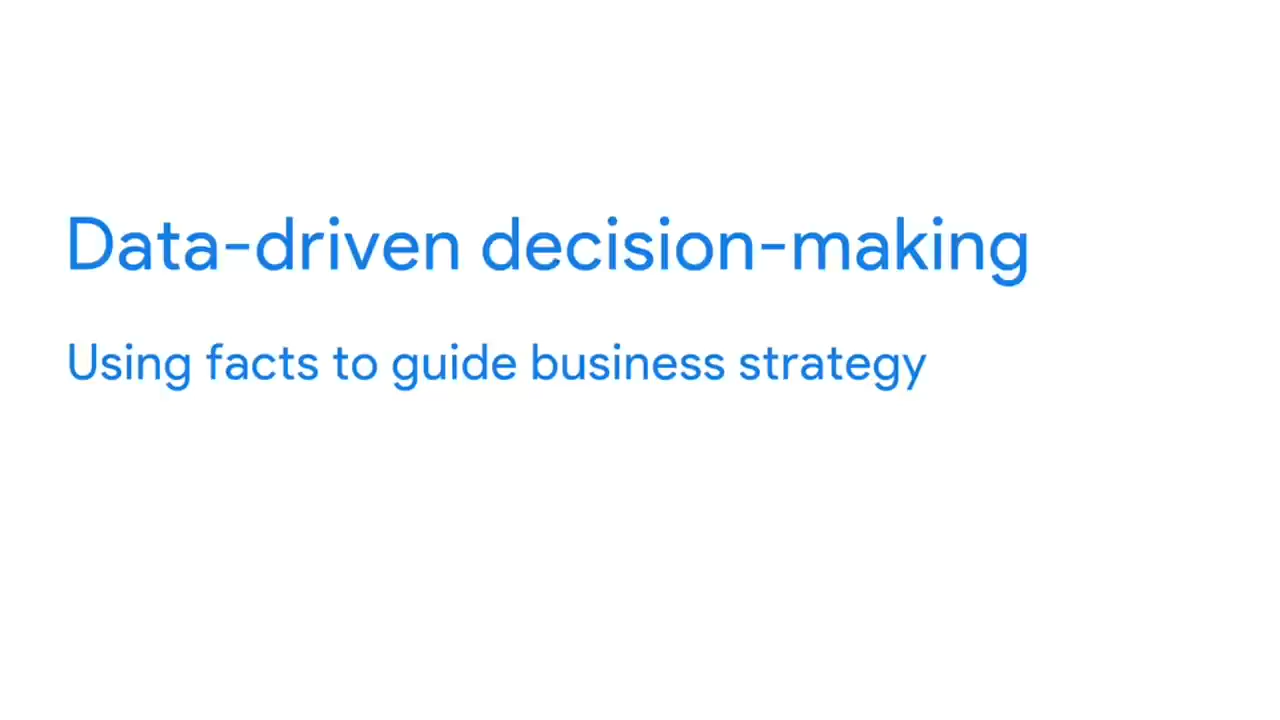 Data-driven decision-making
Using facts to guide business strategy